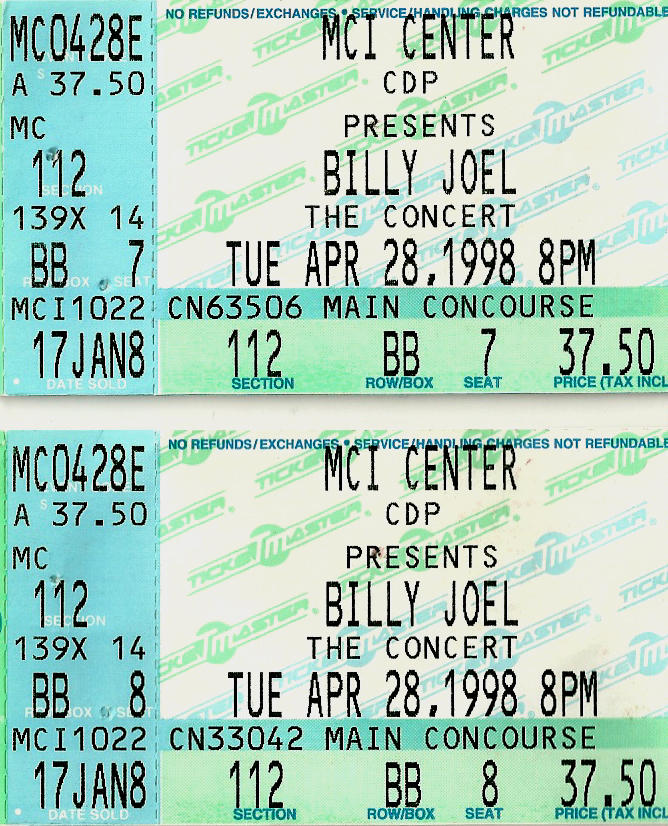 NO REFUNDS/EXCHANGES • SERVICE/HANDLING CHARGES NOT REFUNDABLE
MC0428E MCI CENTER
A 37.50 CDP
MC PRESENTS
112 BILLY JOEL
SECTION
139X 14 THE CONCERT
BB 7 TUE APR 28,1998 8PM
MCI1022 CN63506 MAIN CONCOURSE
17JAN8 112 BB 7 37.50
DATE SOLD SECTION ROW/BOX SEAT PRICE (TAX INCL
TICKETMASTER
NO REFUNDS/EXCHANGES • SERVICE/HANDLING CHARGES NOT REFUNDABLE
MC0428E MCI CENTER
A 37.50 CDP
MC PRESENTS
112 BILLY JOEL
SECTION
139X 14 THE CONCERT
BB 8 TUE APR 28,1998 8PM
MCI1022 CN33042 MAIN CONCOURSE
17JAN8 112 BB 8 37.50
DATE SOLD SECTION ROW/BOX SEAT PRICE (TAX INCL
TICKETMASTER